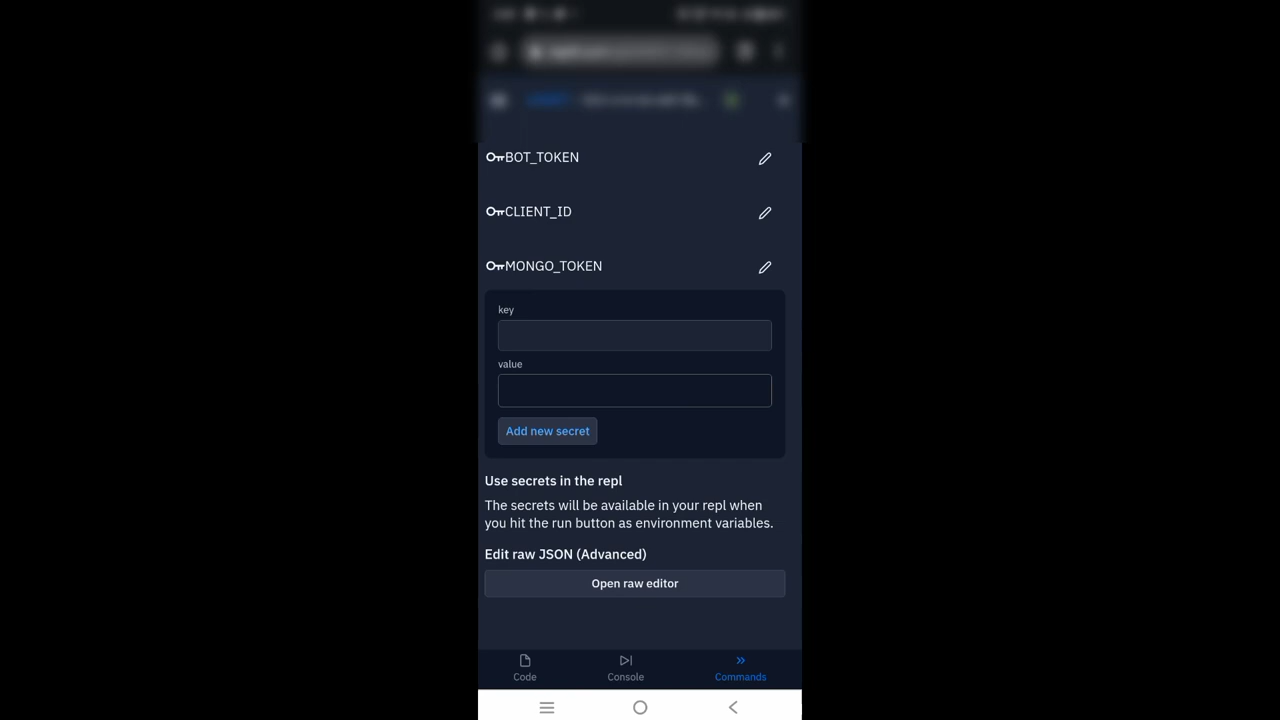 BOT_TOKEN
CLIENT_ID
MONGO_TOKEN
key
value
Add new secret
Use secrets in the repl
The secrets will be available in your repl when
you hit the run button as environment variables.
Edit raw JSON (Advanced)
Open raw editor
Code
Console
Commands